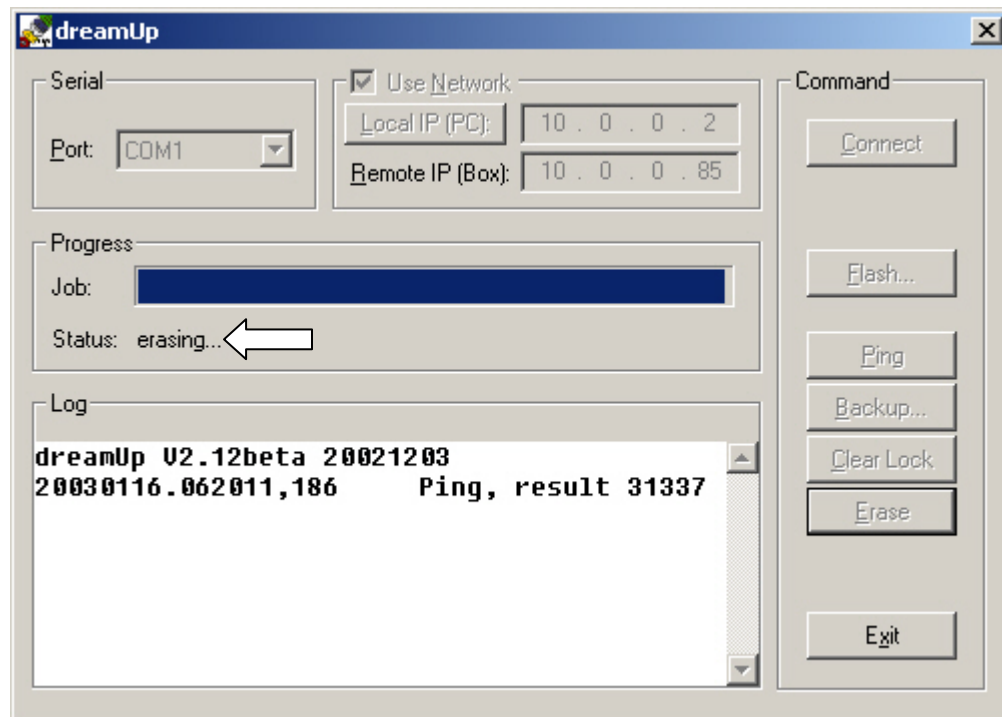 dreamUp
Serial
Port: COM1
Use Network
Local IP (PC): 10 . 0 . 0 . 2
Remote IP (Box): 10 . 0 . 0 . 85
Command
Connect
Flash...
Ping
Backup...
Clear Lock
Erase
Exit
Progress
Job:
Status: erasing...
Log
dreamUp V2.12beta 20021203
20030116.062011,186 Ping, result 31337